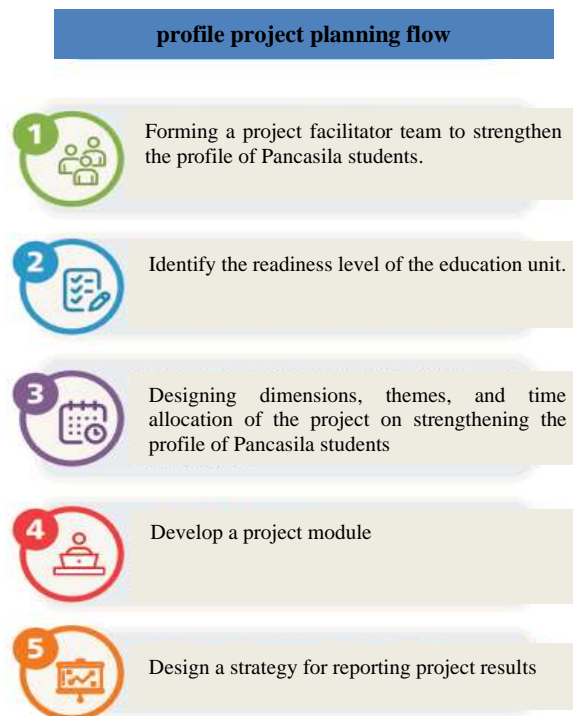 profile project planning flow
1
Forming a project facilitator team to strengthen
the profile of Pancasila students.
2
Identify the readiness level of the education unit.
3
Designing dimensions, themes, and time
allocation of the project on strengthening the
profile of Pancasila students
4
Develop a project module
5
Design a strategy for reporting project results